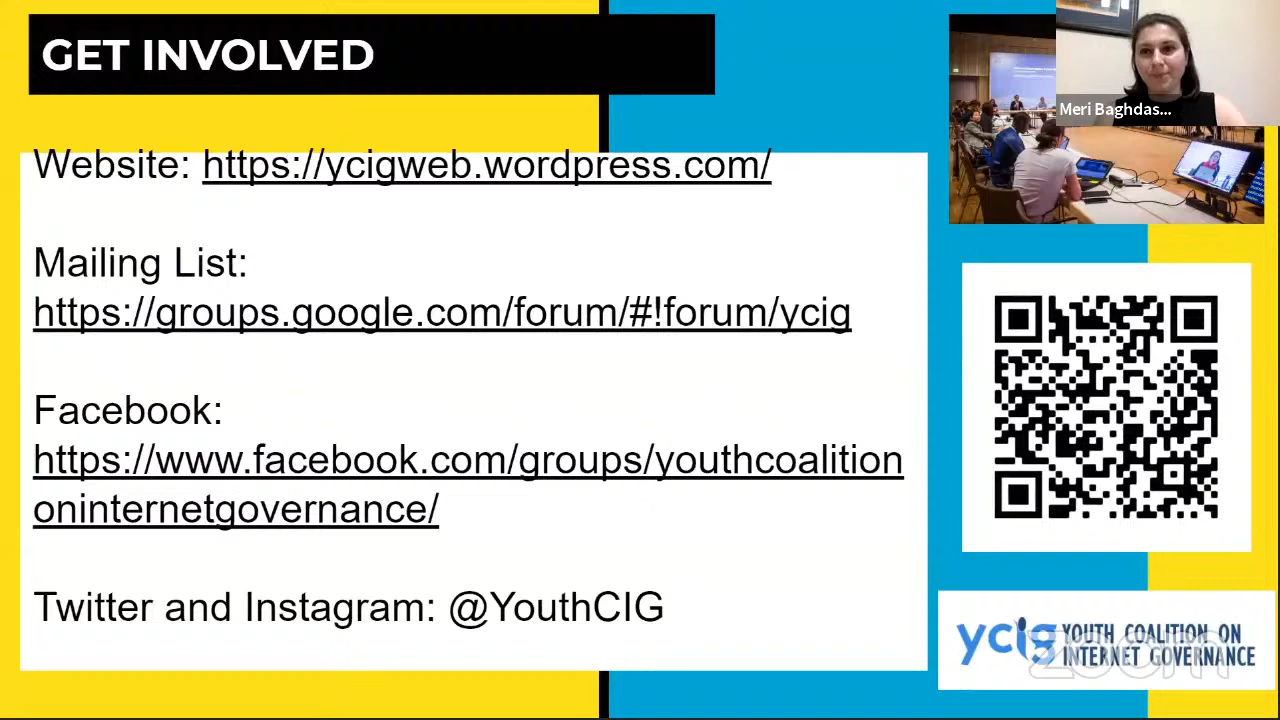 GET INVOLVED
Meri Baghdas...
Website: https://ycigweb.wordpress.com/
Mailing List:
https://groups.google.com/forum/#!forum/ycig
Facebook:
https://www.facebook.com/groups/youthcoalition
oninternetgovernance/
Twitter and Instagram: @YouthCIG
ycig YOUTH COALITION ON
INTERNET GOVERNANCE
zoom